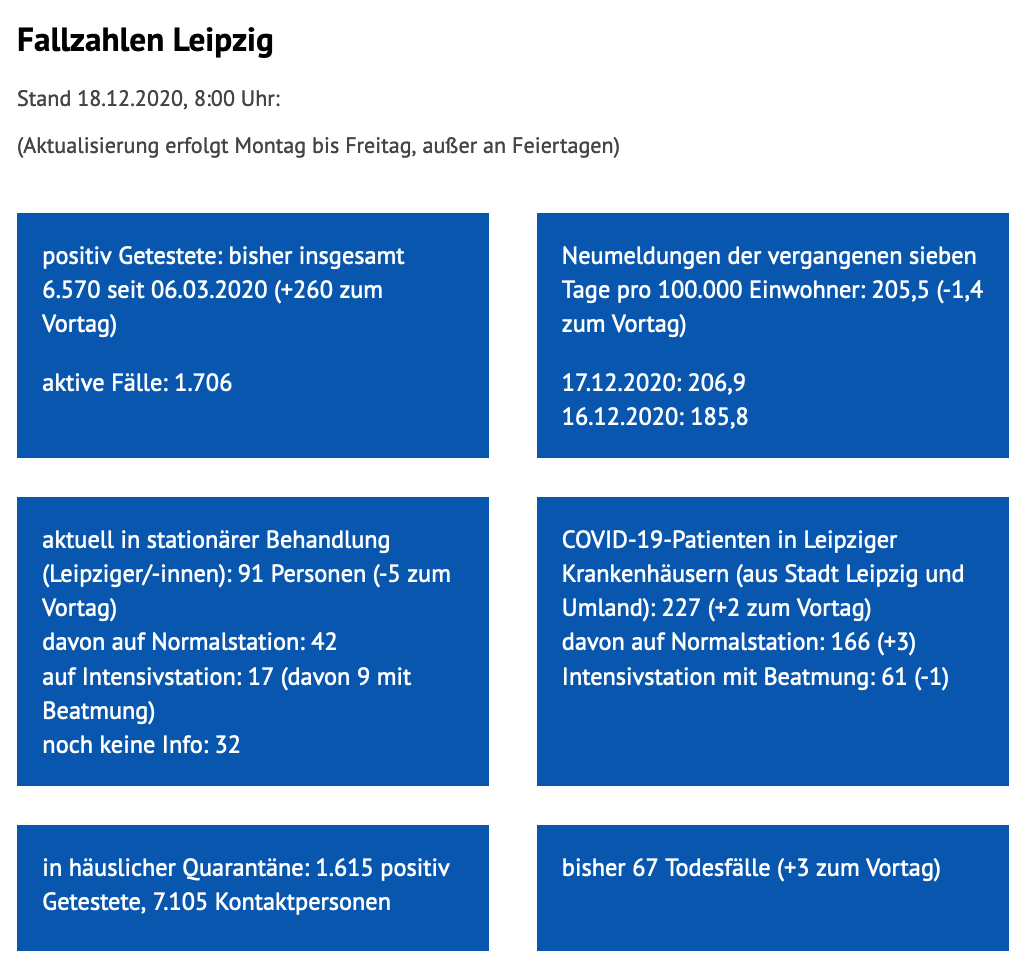 Fallzahlen Leipzig
Stand 18.12.2020, 8:00 Uhr:
(Aktualisierung erfolgt Montag bis Freitag, außer an Feiertagen)
positiv Getestete: bisher insgesamt
6.570 seit 06.03.2020 (+260 zum
Vortag)
aktive Fälle: 1.706
Neumeldungen der vergangenen sieben
Tage pro 100.000 Einwohner: 205,5 (-1,4
zum Vortag)
17.12.2020: 206,9
16.12.2020: 185,8
aktuell in stationärer Behandlung
(Leipziger/-innen): 91 Personen (-5 zum
Vortag)
davon auf Normalstation: 42
auf Intensivstation: 17 (davon 9 mit
Beatmung)
noch keine Info: 32
COVID-19-Patienten in Leipziger
Krankenhäusern (aus Stadt Leipzig und
Umland): 227 (+2 zum Vortag)
davon auf Normalstation: 166 (+3)
Intensivstation mit Beatmung: 61 (-1)
in häuslicher Quarantäne: 1.615 positiv
Getestete, 7.105 Kontaktpersonen
bisher 67 Todesfälle (+3 zum Vortag)